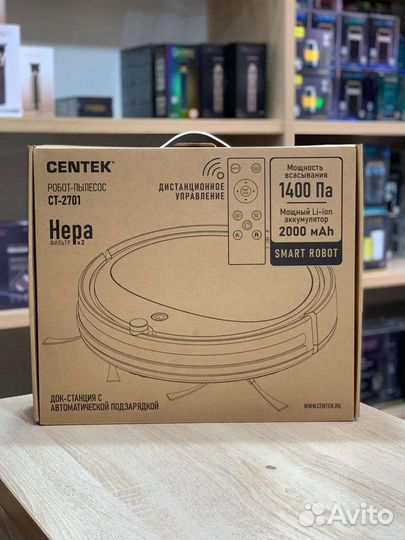 CENTEK®
РОБОТ-ПЫЛЕСОС
CT-2701
Hepa
ФИЛЬТР x2
ДИСТАНЦИОННОЕ
УПРАВЛЕНИЕ
Мощность
всасывания
1400 Па
Мощный Li-ion
аккумулятор
2000 мАh
SMART ROBOT
ДОК-СТАНЦИЯ С
АВТОМАТИЧЕСКОЙ ПОДЗАРЯДКОЙ
WWW.CENTEK.RU
Avito